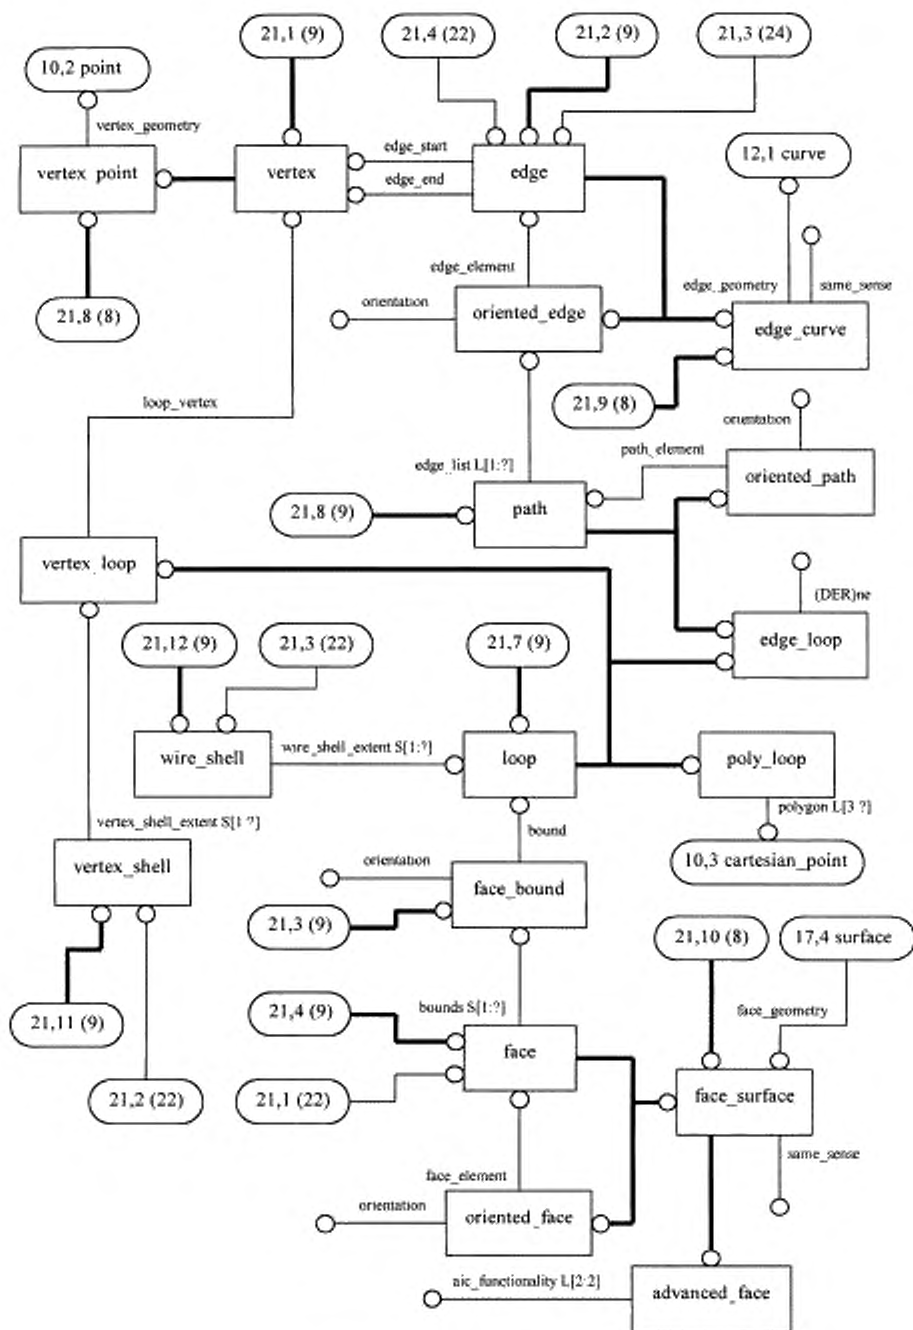 21,1 (9)
21,4 (22)
21,2 (9)
21,3 (24)
10,2 point
vertex_geometry
vertex_point
vertex
edge_start
edge_end
edge
12,1 curve
21,8 (8)
edge_element
orientation
oriented_edge
edge_geometry
same_sense
edge_curve
21,9 (8)
loop_vertex
orientation
path_element
oriented_path
edge_list L[1:?]
21,8 (9)
path
vertex_loop
(DER)ne
edge_loop
21,12 (9)
21,3 (22)
21,7 (9)
wire_shell
wire_shell_extent S[1:?]
loop
poly_loop
polygon L[3 ?]
vertex_shell_extent S[1 ?]
bound
10,3 cartesian_point
vertex_shell
orientation
face_bound
21,3 (9)
21,10 (8)
17,4 surface
21,11 (9)
21,4 (9)
bounds S[1:?]
face_geometry
face
21,2 (22)
21,1 (22)
face_surface
same_sense
face_element
orientation
oriented_face
aic_functionality L[2:2]
advanced_face